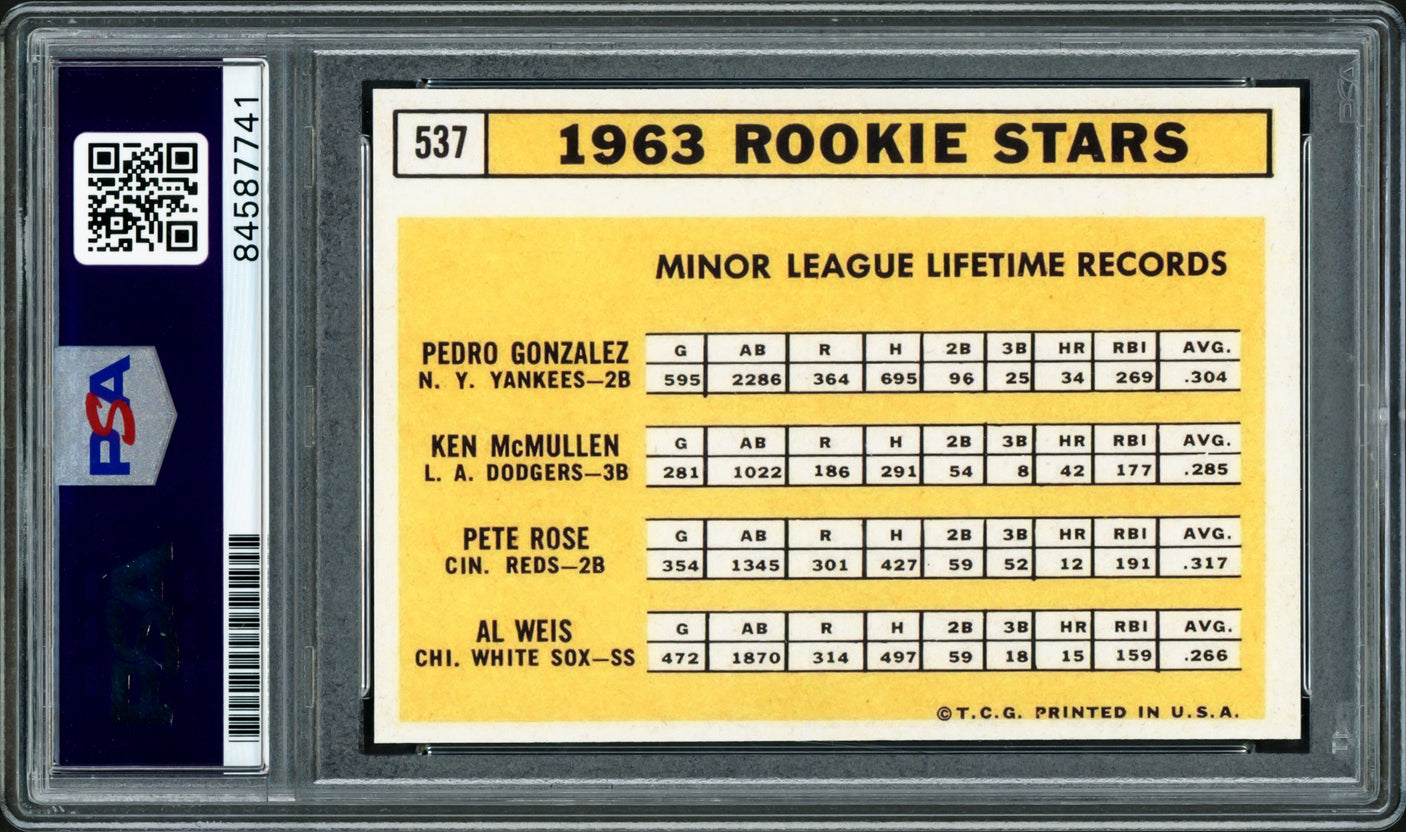 PSA
84587741
537 1963 ROOKIE STARS
MINOR LEAGUE LIFETIME RECORDS
PEDRO GONZALEZ G AB R H 2B 3B HR RBI AVG.
N. Y. YANKEES—2B 595 2286 364 695 96 25 34 269 .304
KEN McMULLEN G AB R H 2B 3B HR RBI AVG.
L. A. DODGERS—3B 281 1022 186 291 54 8 42 177 .285
PETE ROSE G AB R H 2B 3B HR RBI AVG.
CIN. REDS—2B 354 1345 301 427 59 52 12 191 .317
AL WEIS G AB R H 2B 3B HR RBI AVG.
CHI. WHITE SOX—SS 472 1870 314 497 59 18 15 159 .266
©T.C.G. PRINTED IN U.S.A.
PSA
PSA